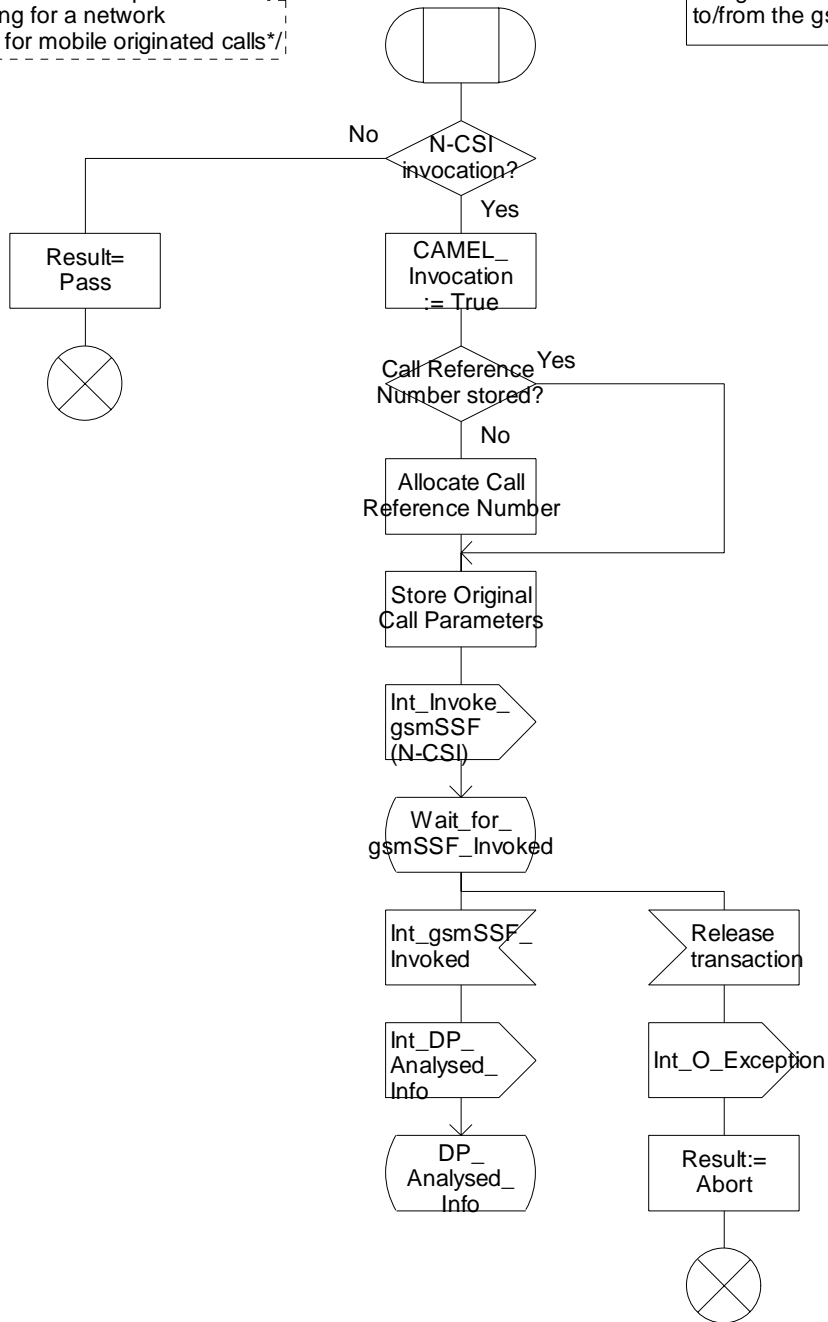 ng for a network
for mobile originated calls*/
to/from the gs
No
N-CSI
invocation?
Yes
Result=
Pass
CAMEL_
Invocation
:= True
Call Reference
Number stored?
Yes
No
Allocate Call
Reference Number
Store Original
Call Parameters
Int_Invoke_
gsmSSF
(N-CSI)
Wait_for_
gsmSSF_Invoked
Int_gsmSSF_
Invoked
Release
transaction
Int_DP_
Analysed_
Info
Int_O_Exception
DP_
Analysed_
Info
Result:=
Abort